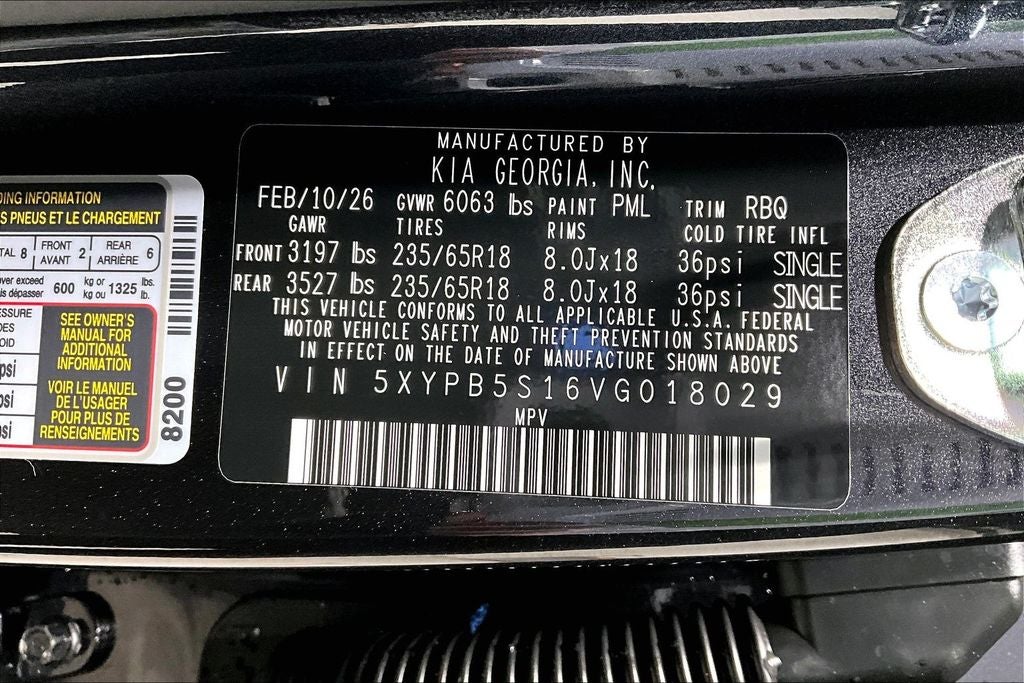 MANUFACTURED BY
KIA GEORGIA, INC.
FEB/10/26 GVWR 6063 lbs PAINT PML TRIM RBQ
GAWR TIRES RIMS COLD TIRE INFL
FRONT 3197 lbs 235/65R18 8.0Jx18 36psi SINGLE
REAR 3527 lbs 235/65R18 8.0Jx18 36psi SINGLE
THIS VEHICLE CONFORMS TO ALL APPLICABLE U.S.A. FEDERAL
MOTOR VEHICLE SAFETY AND THEFT PREVENTION STANDARDS
IN EFFECT ON THE DATE OF MANUFACTURE SHOWN ABOVE
VIN 5XYPB5S16VG018029
MPV
INFORMATION
PNEUS ET LE CHARGEMENT
8 FRONT 2 REAR 6
AVANT ARRIÈRE
exceed 600 kg or 1325 lb.
dépasser kg ou lb.
SEE OWNER'S
MANUAL FOR
ADDITIONAL
INFORMATION
VOIR LE MANUEL
DE L'USAGER
POUR PLUS DE
RENSEIGNEMENTS
8200